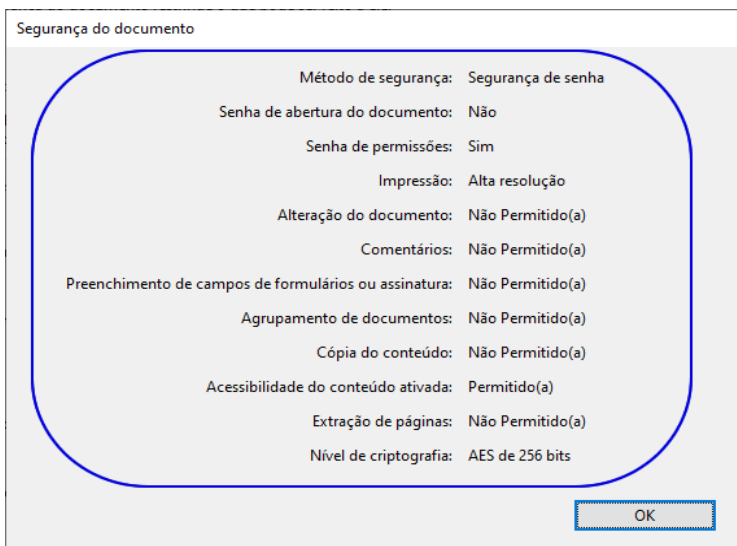 Segurança do documento
Método de segurança: Segurança de senha
Senha de abertura do documento: Não
Senha de permissões: Sim
Impressão: Alta resolução
Alteração do documento: Não Permitido(a)
Comentários: Não Permitido(a)
Preenchimento de campos de formulários ou assinatura: Não Permitido(a)
Agrupamento de documentos: Não Permitido(a)
Cópia do conteúdo: Não Permitido(a)
Acessibilidade do conteúdo ativada: Permitido(a)
Extração de páginas: Não Permitido(a)
Nível de criptografia: AES de 256 bits
OK